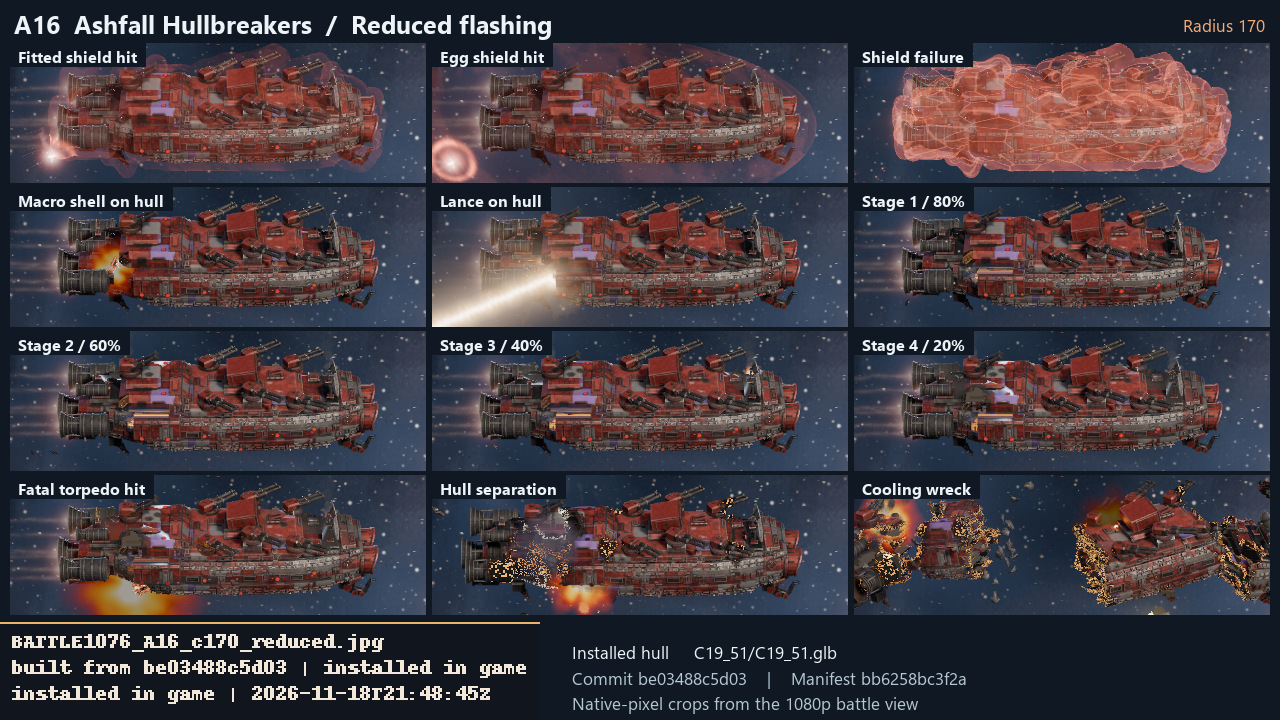 A16 Ashfall Hullbreakers / Reduced flashing
Radius 170
Fitted shield hit
Egg shield hit
Shield failure
Macro shell on hull
Lance on hull
Stage 1 / 80%
Stage 2 / 60%
Stage 3 / 40%
Stage 4 / 20%
Fatal torpedo hit
Hull separation
Cooling wreck
BATTLE1076_A16_c170_reduced.jpg
built from be03488c5d03 | installed in game
installed in game | 2026-11-18T21:48:45Z
Installed hull C19_51/C19_51.glb
Commit be03488c5d03 | Manifest bb6258bc3f2a
Native-pixel crops from the 1080p battle view